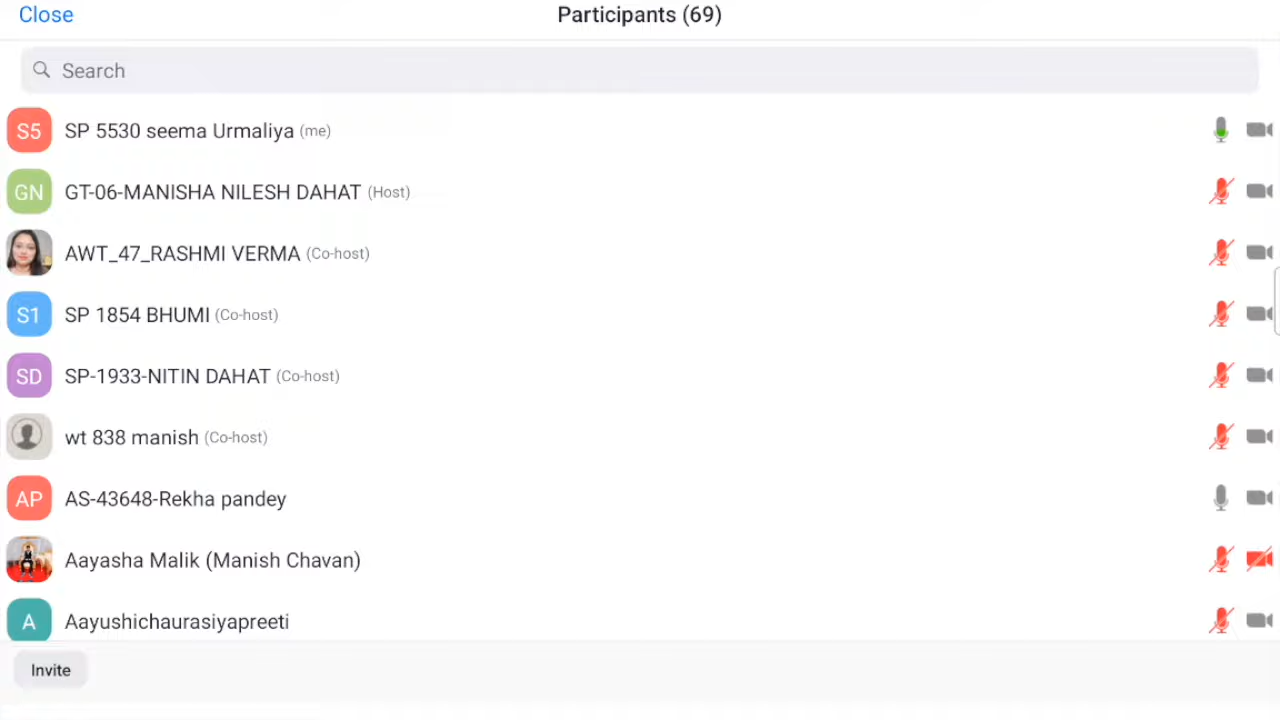 Close
Participants (69)
Search
S5 SP 5530 seema Urmaliya (me)
GN GT-06-MANISHA NILESH DAHAT (Host)
AWT_47_RASHMI VERMA (Co-host)
S1 SP 1854 BHUMI (Co-host)
SD SP-1933-NITIN DAHAT (Co-host)
wt 838 manish (Co-host)
AP AS-43648-Rekha pandey
Aayasha Malik (Manish Chavan)
A Aayushichaurasiyapreeti
Invite